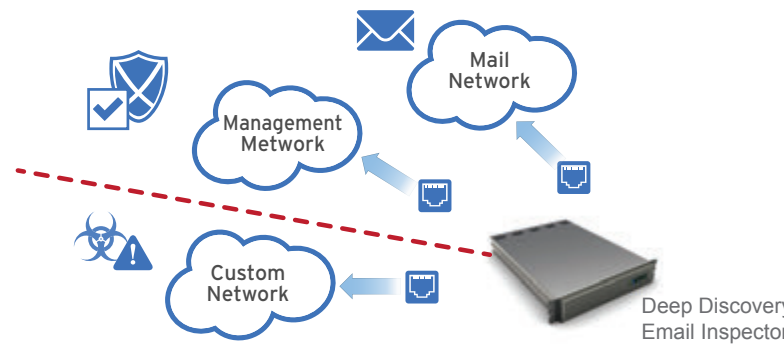 Mail
Network
Management
Metwork
Custom
Network
Deep Discovery
Email Inspector